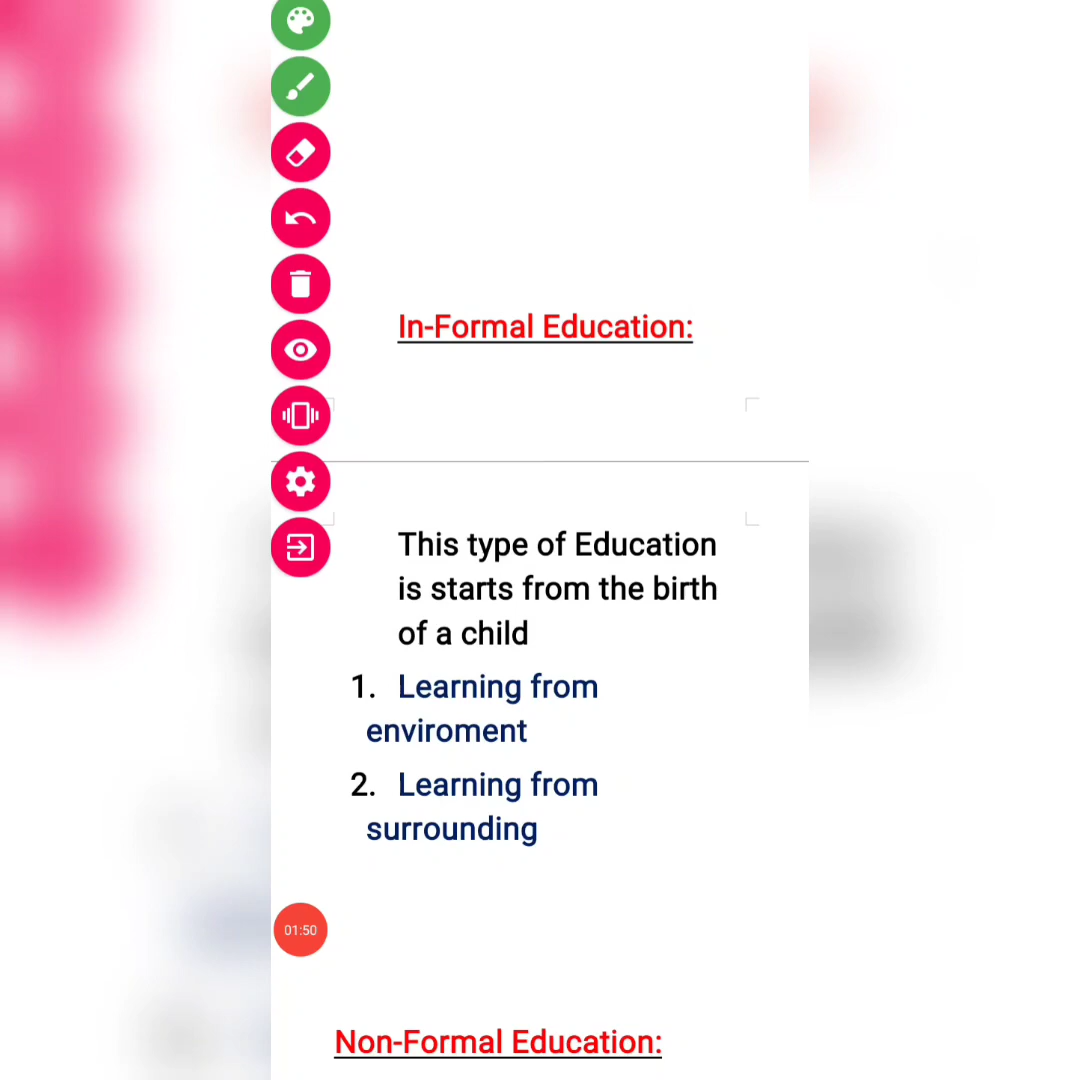 In-Formal Education:
This type of Education
is starts from the birth
of a child
1. Learning from
enviroment
2. Learning from
surrounding
01:50
Non-Formal Education: